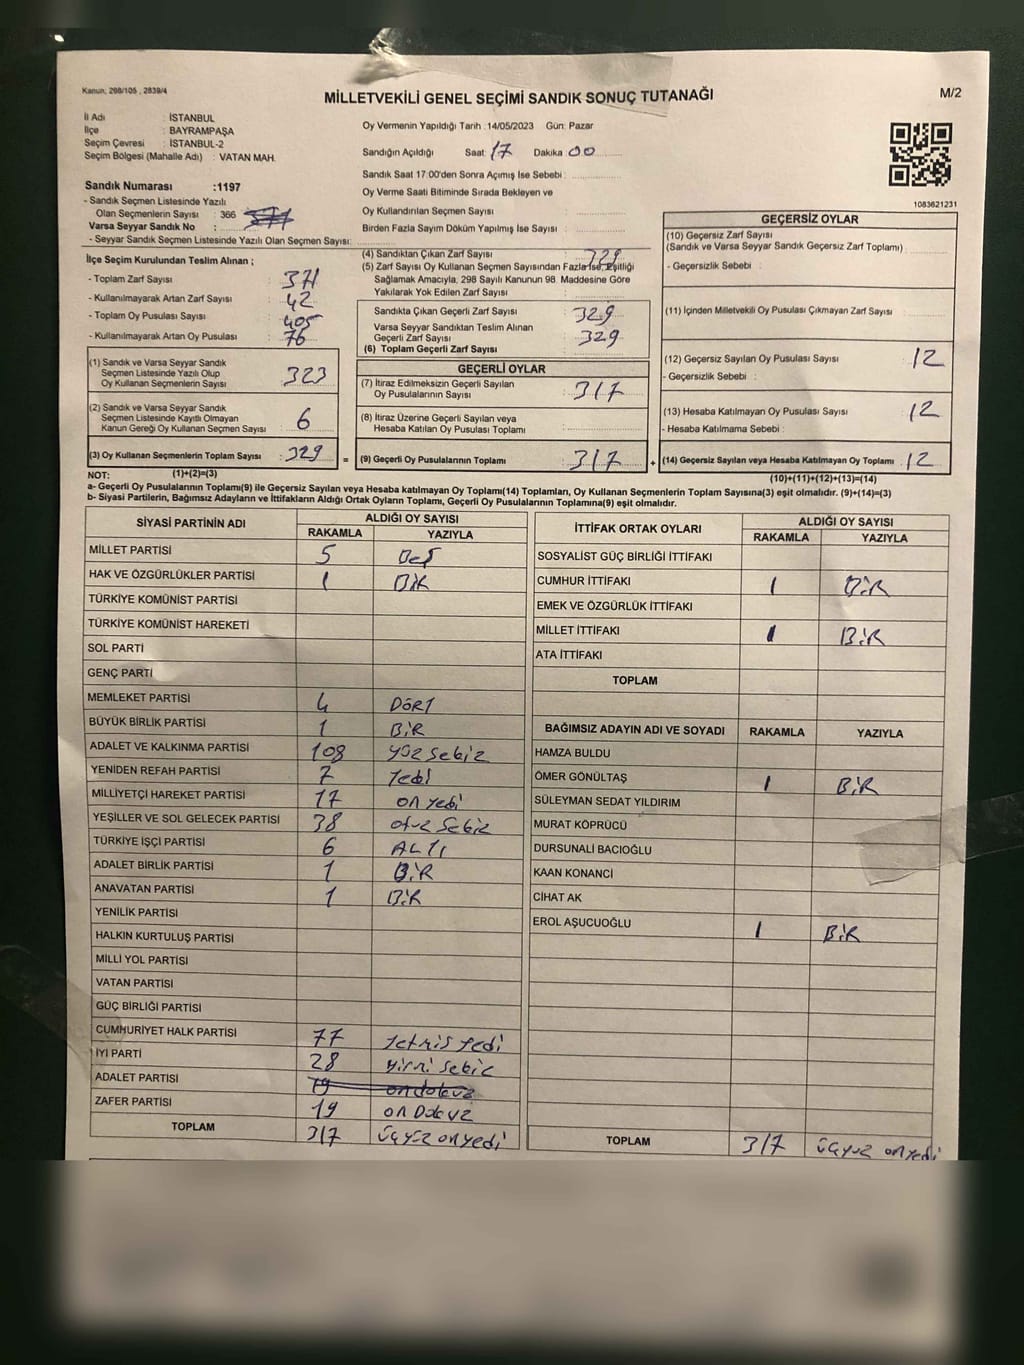 Kanun; 298/105 , 2839/4
MİLLETVEKİLİ GENEL SEÇİMİ SANDIK SONUÇ TUTANAĞI
M/2
İl Adı : İSTANBUL
İlçe : BAYRAMPAŞA
Seçim Çevresi : İSTANBUL-2
Seçim Bölgesi (Mahalle Adı) : VATAN MAH.
Sandık Numarası :1197
- Sandık Seçmen Listesinde Yazılı
Olan Seçmenlerin Sayısı : 366
Varsa Seyyar Sandık No :
- Seyyar Sandık Seçmen Listesinde Yazılı Olan Seçmen Sayısı:
Oy Vermenin Yapıldığı Tarih :14/05/2023 Gün: Pazar
Sandığın Açıldığı Saat: 17 Dakika 00
Sandık Saat 17:00'den Sonra Açımış İse Sebebi :
Oy Verme Saati Bitiminde Sırada Bekleyen ve
Oy Kullandırılan Seçmen Sayısı :
Birden Fazla Sayım Döküm Yapılmış İse Sayısı :
1083621231
İlçe Seçim Kurulundan Teslim Alınan ;
- Toplam Zarf Sayısı : 371
- Kullanılmayarak Artan Zarf Sayısı : 42
- Toplam Oy Pusulası Sayısı : 405
- Kullanılmayarak Artan Oy Pusulası : 76
(1) Sandık ve Varsa Seyyar Sandık
Seçmen Listesinde Yazılı Olup
Oy Kullanan Seçmenlerin Sayısı : 323
(2) Sandık ve Varsa Seyyar Sandık
Seçmen Listesinde Kayıtlı Olmayan
Kanun Gereği Oy Kullanan Seçmen Sayısı : 6
(3) Oy Kullanan Seçmenlerin Toplam Sayısı : 329 =
(4) Sandıktan Çıkan Zarf Sayısı : 329
(5) Zarf Sayısı Oy Kullanan Seçmen Sayısından Fazla İse, Eşitliği
Sağlamak Amacıyla, 298 Sayılı Kanunun 98. Maddesine Göre
Yakılarak Yok Edilen Zarf Sayısı :
Sandıkta Çıkan Geçerli Zarf Sayısı : 329
Varsa Seyyar Sandıktan Teslim Alınan
Geçerli Zarf Sayısı : 329
(6) Toplam Geçerli Zarf Sayısı :
GEÇERLİ OYLAR
(7) İtiraz Edilmeksizin Geçerli Sayılan
Oy Pusulalarının Sayısı : 317
(8) İtiraz Üzerine Geçerli Sayılan veya
Hesaba Katılan Oy Pusulası Toplamı :
(9) Geçerli Oy Pusulalarının Toplamı : 317 +
GEÇERSİZ OYLAR
(10) Geçersiz Zarf Sayısı
(Sandık ve Varsa Seyyar Sandık Geçersiz Zarf Toplamı) :
- Geçersizlik Sebebi :
(11) İçinden Milletvekili Oy Pusulası Çıkmayan Zarf Sayısı :
(12) Geçersiz Sayılan Oy Pusulası Sayısı : 12
- Geçersizlik Sebebi :
(13) Hesaba Katılmayan Oy Pusulası Sayısı : 12
- Hesaba Katılmama Sebebi :
(14) Geçersiz Sayılan veya Hesaba Katılmayan Oy Toplamı : 12
NOT: (1)+(2)=(3) (10)+(11)+(12)+(13)=(14)
a- Geçerli Oy Pusulalarının Toplamı(9) ile Geçersiz Sayılan veya Hesaba katılmayan Oy Toplamı(14) Toplamları, Oy Kullanan Seçmenlerin Toplam Sayısına(3) eşit olmalıdır. (9)+(14)=(3)
b- Siyasi Partilerin, Bağımsız Adayların ve İttifakların Aldığı Ortak Oyların Toplamı, Geçerli Oy Pusulalarının Toplamına(9) eşit olmalıdır.
SİYASİ PARTİNİN ADI ALDIĞI OY SAYISI
RAKAMLA YAZIYLA
MİLLET PARTİSİ 5 Beş
HAK VE ÖZGÜRLÜKLER PARTİSİ 1 BİR
TÜRKİYE KOMÜNİST PARTİSİ
TÜRKİYE KOMÜNİST HAREKETİ
SOL PARTİ
GENÇ PARTİ
MEMLEKET PARTİSİ 4 DÖRT
BÜYÜK BİRLİK PARTİSİ 1 BİR
ADALET VE KALKINMA PARTİSİ 108 yüz sekiz
YENİDEN REFAH PARTİSİ 7 Yedi
MİLLİYETÇİ HAREKET PARTİSİ 17 on yedi
YEŞİLLER VE SOL GELECEK PARTİSİ 38 otuz sekiz
TÜRKİYE İŞÇİ PARTİSİ 6 ALTI
ADALET BİRLİK PARTİSİ 1 BİR
ANAVATAN PARTİSİ 1 BİR
YENİLİK PARTİSİ
HALKIN KURTULUŞ PARTİSİ
MİLLİ YOL PARTİSİ
VATAN PARTİSİ
GÜÇ BİRLİĞİ PARTİSİ
CUMHURİYET HALK PARTİSİ 77 yetmiş yedi
İYİ PARTİ 28 yirmi sekiz
ADALET PARTİSİ 19 on dokuz
ZAFER PARTİSİ 19 on Dokuz
TOPLAM 317 üçyüz on yedi
İTTİFAK ORTAK OYLARI ALDIĞI OY SAYISI
RAKAMLA YAZIYLA
SOSYALİST GÜÇ BİRLİĞİ İTTİFAKI
CUMHUR İTTİFAKI 1 BİR
EMEK VE ÖZGÜRLÜK İTTİFAKI
MİLLET İTTİFAKI 1 BİR
ATA İTTİFAKI
TOPLAM
BAĞIMSIZ ADAYIN ADI VE SOYADI RAKAMLA YAZIYLA
HAMZA BULDU
ÖMER GÖNÜLTAŞ 1 BİR
SÜLEYMAN SEDAT YILDIRIM
MURAT KÖPRÜCÜ
DURSUNALİ BACIOĞLU
KAAN KONANCİ
CİHAT AK
EROL AŞUCUOĞLU 1 BİR
TOPLAM 317 üçyüz on yedi